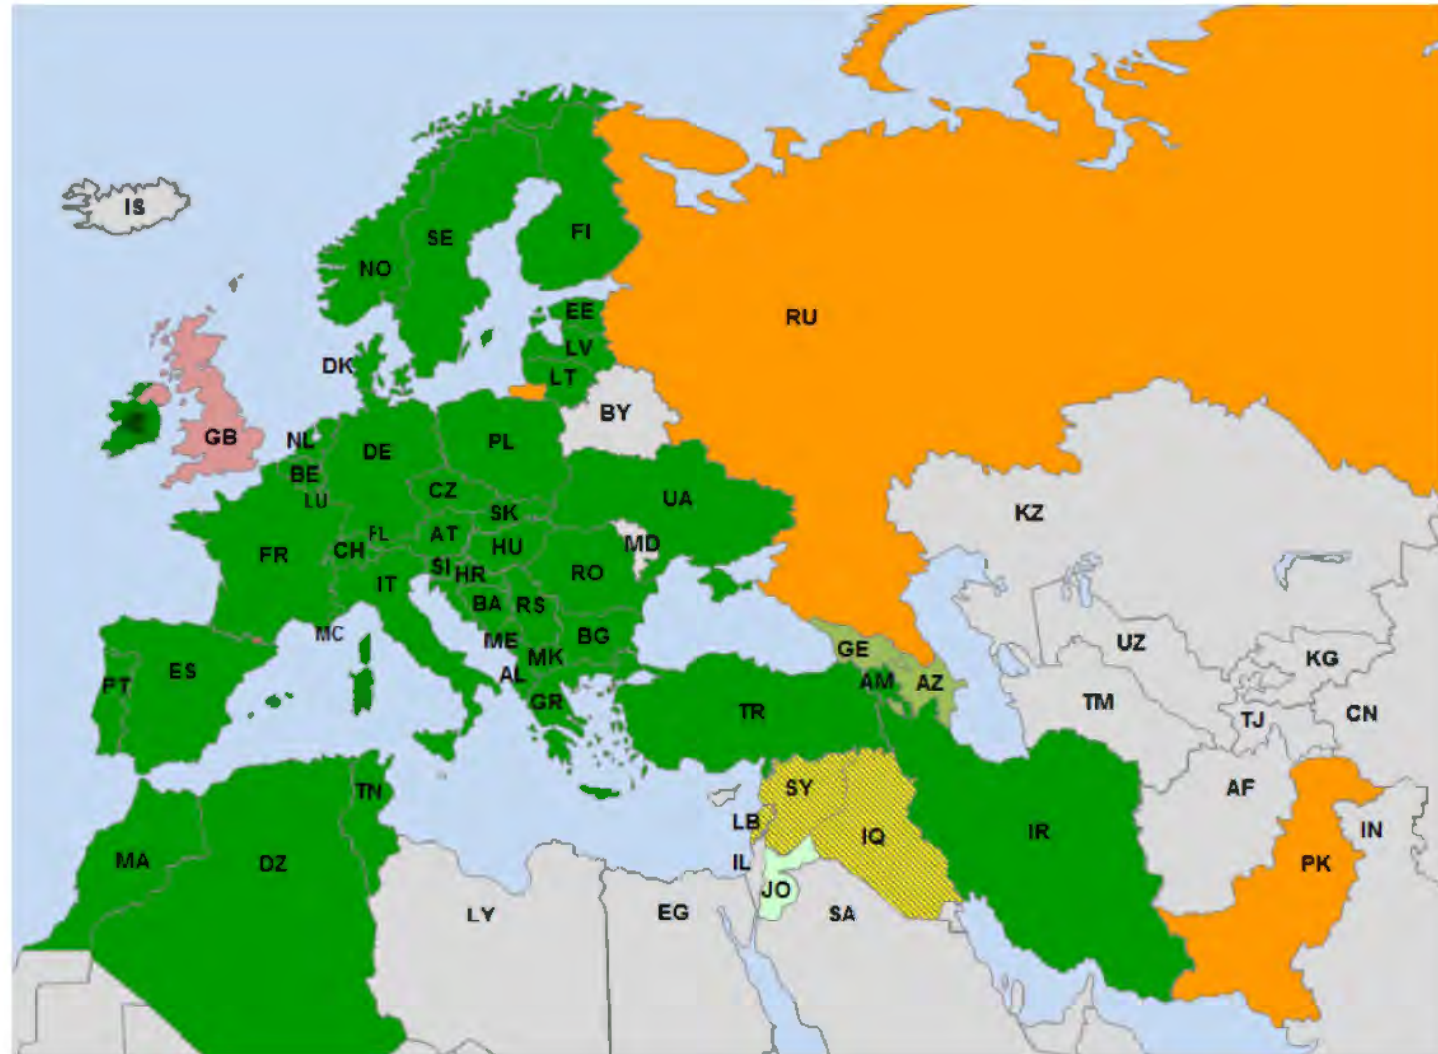 IS
SE
FI
NO
EE
RU
LV
DK
LT
BY
GB
NL
DE
PL
BE
CZ
LU
UA
SK
KZ
FL
AT
CH
HU
MD
FR
SI
HR
RO
IT
BA
RS
MC
ME
BG
UZ
GE
KG
MK
ES
AL
PT
AM
AZ
GR
TR
TM
TJ
CN
TN
SY
AF
LB
IQ
IR
IN
MA
DZ
IL
PK
JO
LY
EG
SA